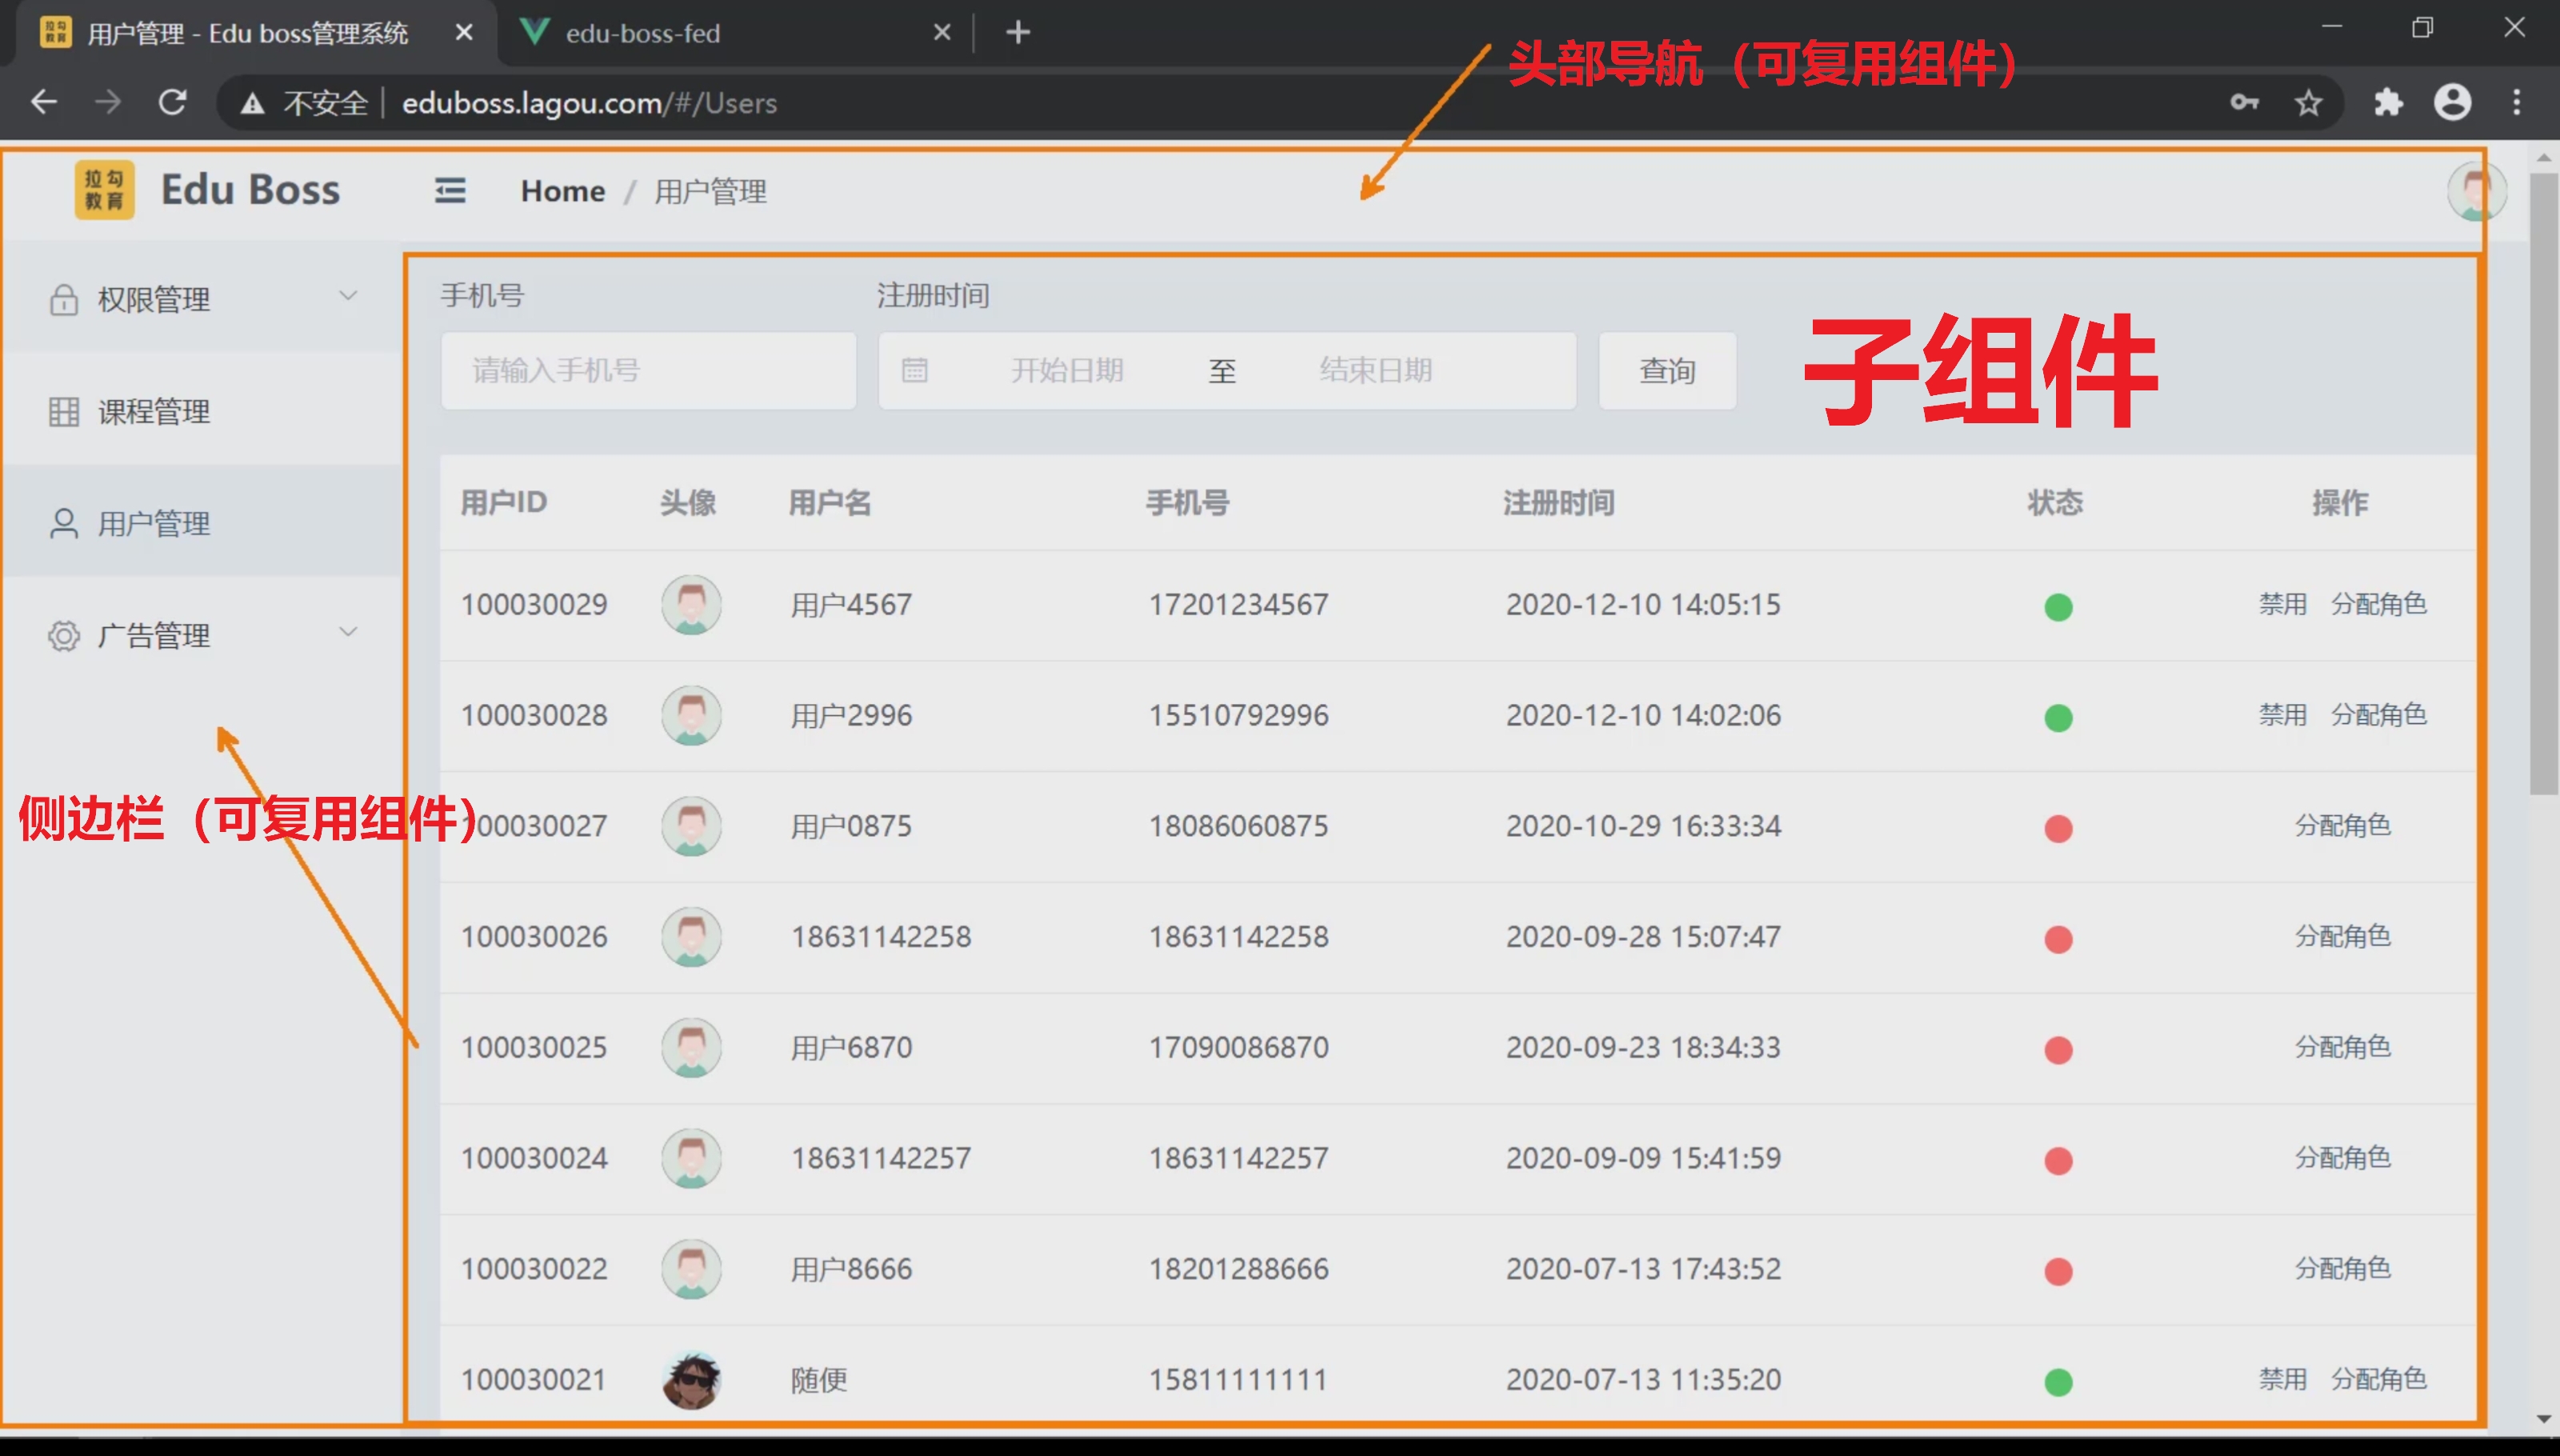 用户管理 - Edu boss管理系统
edu-boss-fed
头部导航（可复用组件）
不安全 eduboss.lagou.com/#/Users
拉勾
教育
Edu Boss
Home / 用户管理
权限管理
课程管理
用户管理
广告管理
侧边栏（可复用组件）
手机号 注册时间
请输入手机号 开始日期 至 结束日期 查询
子组件
用户ID 头像 用户名 手机号 注册时间 状态 操作
100030029 用户4567 17201234567 2020-12-10 14:05:15 禁用 分配角色
100030028 用户2996 15510792996 2020-12-10 14:02:06 禁用 分配角色
00030027 用户0875 18086060875 2020-10-29 16:33:34 分配角色
100030026 18631142258 18631142258 2020-09-28 15:07:47 分配角色
100030025 用户6870 17090086870 2020-09-23 18:34:33 分配角色
100030024 18631142257 18631142257 2020-09-09 15:41:59 分配角色
100030022 用户8666 18201288666 2020-07-13 17:43:52 分配角色
100030021 随便 15811111111 2020-07-13 11:35:20 禁用 分配角色